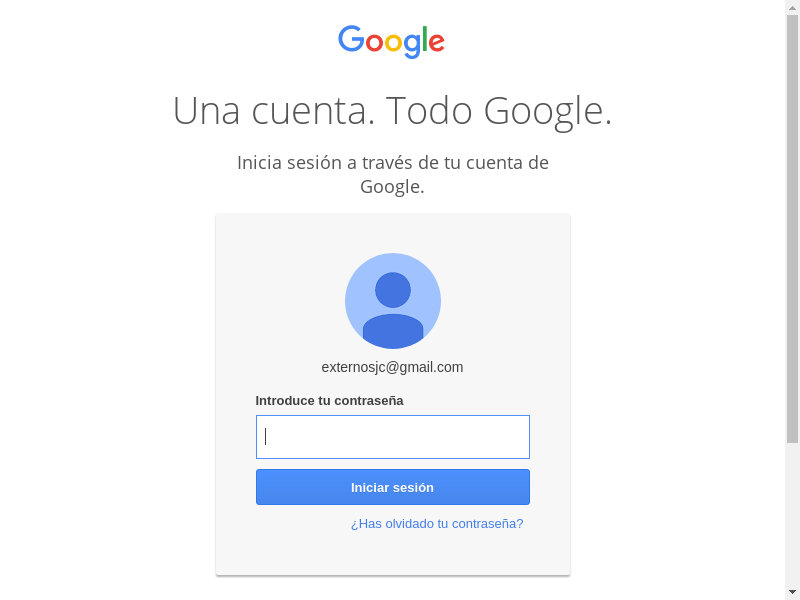 Google
Una cuenta. Todo Google.
Inicia sesión a través de tu cuenta de
Google.
externosjc@gmail.com
Introduce tu contraseña
Iniciar sesión
¿Has olvidado tu contraseña?